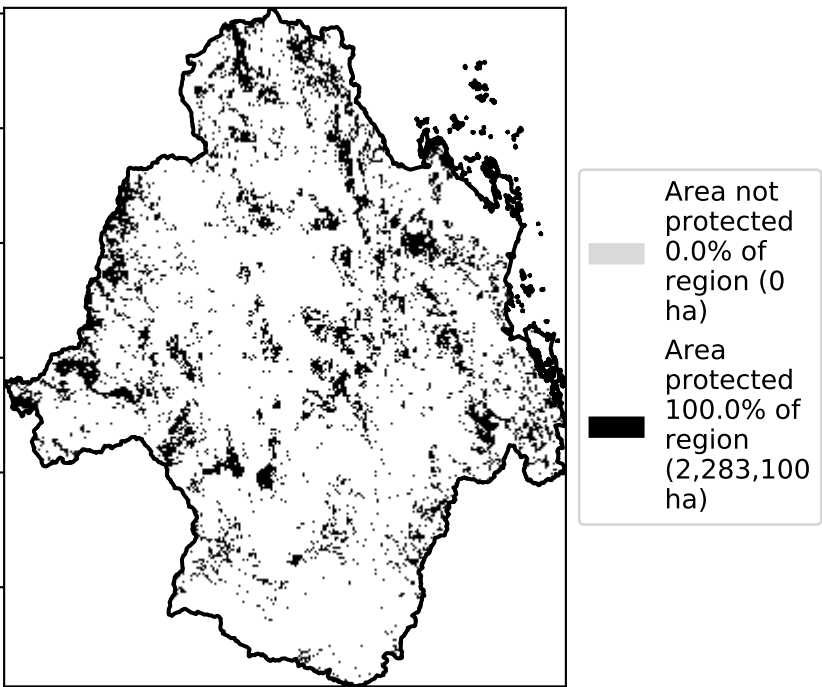 Area not
protected
0.0% of
region (0
ha)
Area
protected
100.0% of
region
(2,283,100
ha)